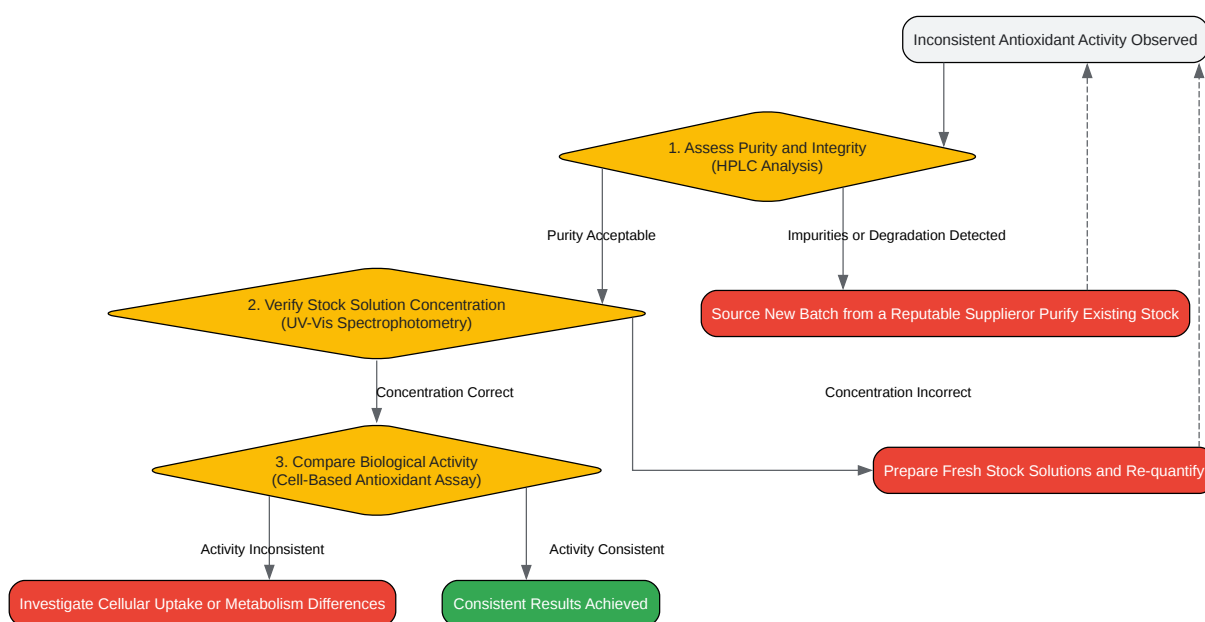 Inconsistent Antioxidant Activity Observed
1. Assess Purity and Integrity
(HPLC Analysis)
Purity Acceptable
Impurities or Degradation Detected
2. Verify Stock Solution Concentration
(UV-Vis Spectrophotometry)
Source New Batch from a Reputable Supplieror Purify Existing Stock
Concentration Correct
Concentration Incorrect
3. Compare Biological Activity
(Cell-Based Antioxidant Assay)
Prepare Fresh Stock Solutions and Re-quantify
Activity Inconsistent
Activity Consistent
Investigate Cellular Uptake or Metabolism Differences
Consistent Results Achieved